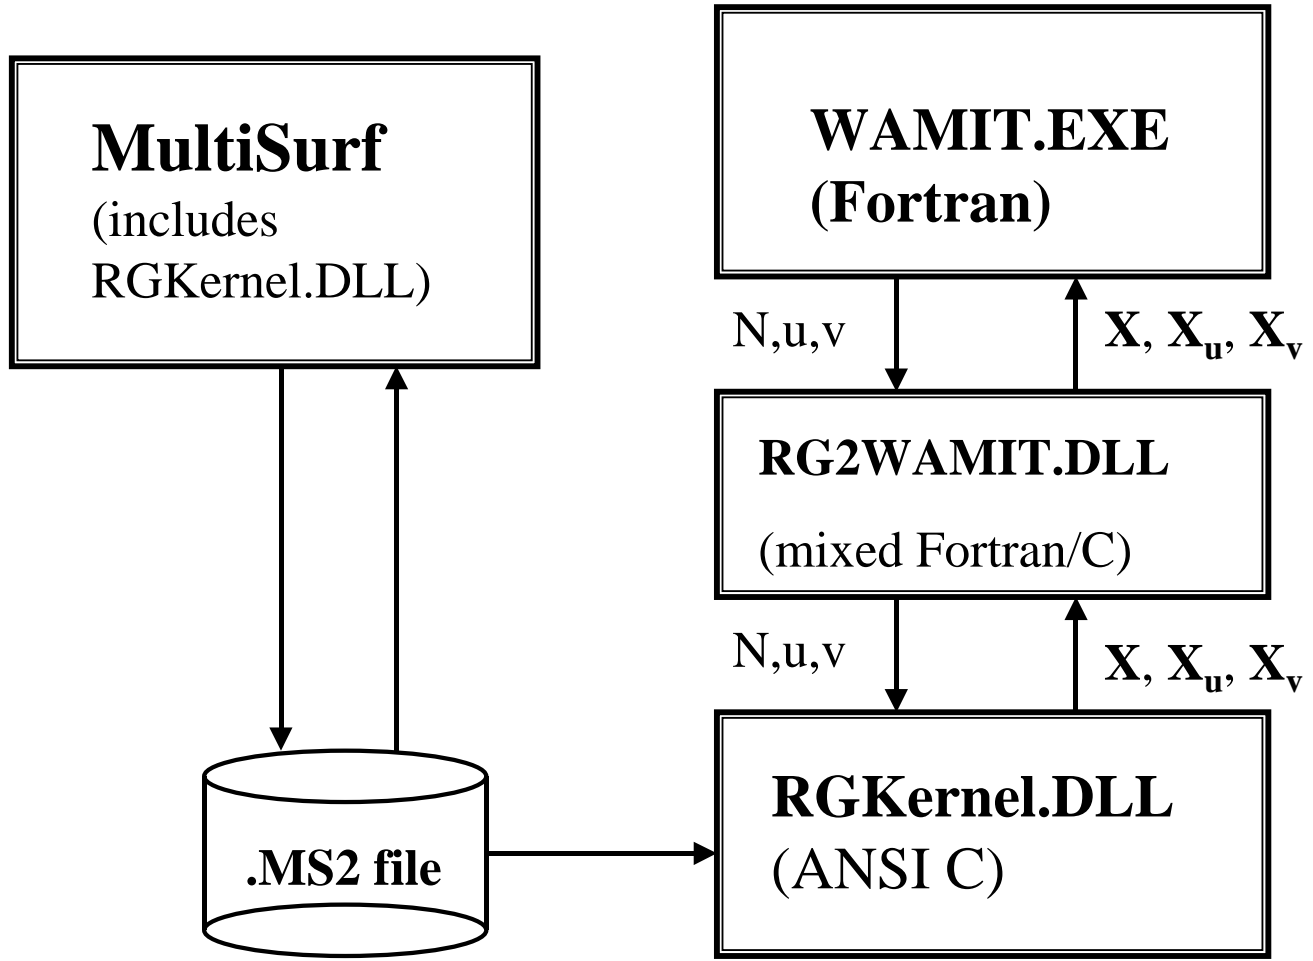 MultiSurf
(includes
RGKernel.DLL)
WAMIT.EXE
(Fortran)
N,u,v
X, Xu, Xv
RG2WAMIT.DLL
(mixed Fortran/C)
N,u,v
X, Xu, Xv
RGKernel.DLL
(ANSI C)
.MS2 file